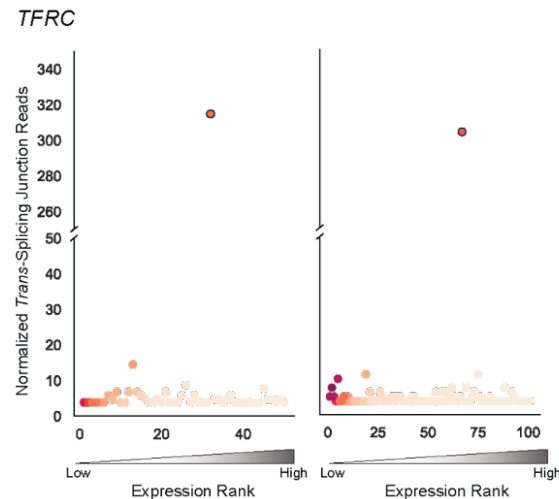 TFRC
Normalized Trans-Splicing Junction Reads
340
320
300
280
260
50
40
30
20
10
0
0 20 40
0 25 50 75 100
Low High
Low High
Expression Rank
Expression Rank